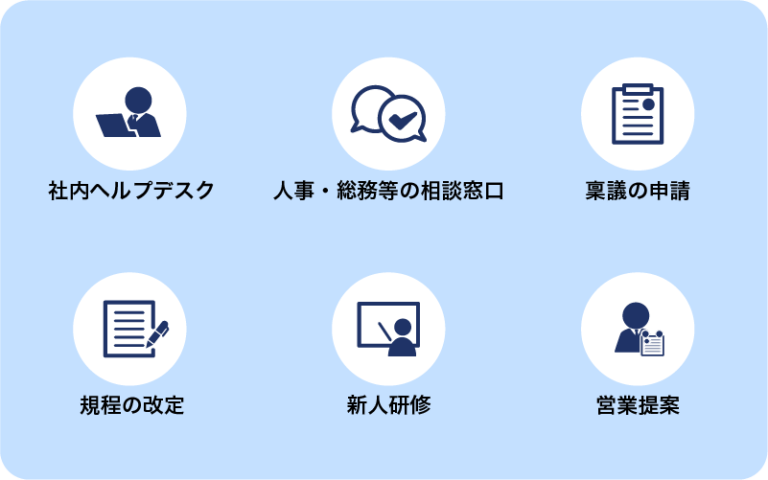 社内ヘルプデスク
人事・総務等の相談窓口
稟議の申請
規程の改定
新人研修
営業提案